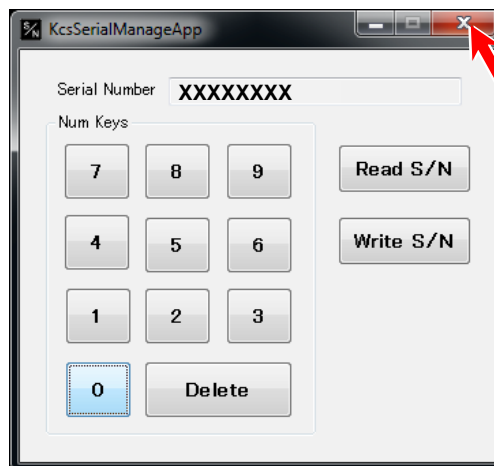 S/N KcsSerialManageApp
Serial Number XXXXXXXX
Num Keys
7 8 9 Read S/N
4 5 6 Write S/N
1 2 3
0 Delete